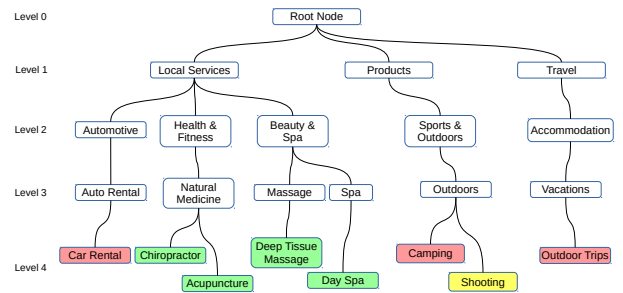 Level 0
Root Node
Level 1
Local Services
Products
Travel
Level 2
Automotive
Health &
Fitness
Beauty &
Spa
Sports &
Outdoors
Accommodation
Level 3
Auto Rental
Natural
Medicine
Massage
Spa
Outdoors
Vacations
Level 4
Car Rental
Chiropractor
Acupuncture
Deep Tissue
Massage
Day Spa
Camping
Shooting
Outdoor Trips